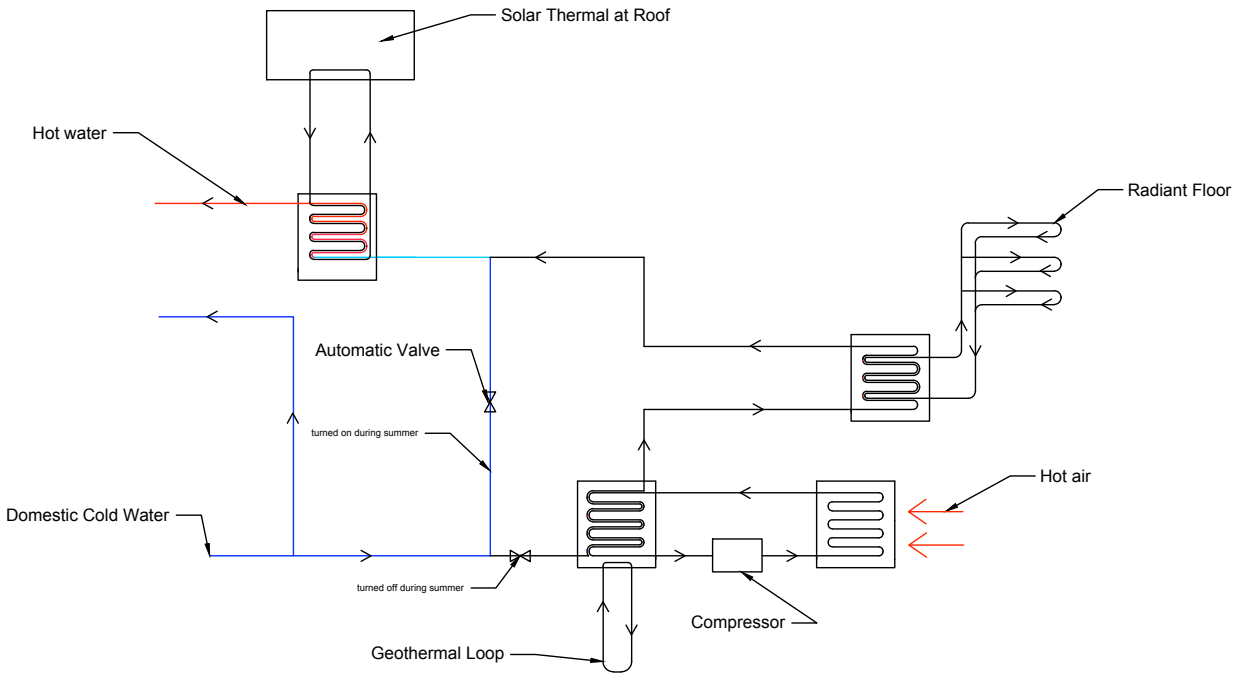 Solar Thermal at Roof
Hot water
Radiant Floor
Automatic Valve
turned on during summer
Hot air
Domestic Cold Water
turned off during summer
Compressor
Geothermal Loop